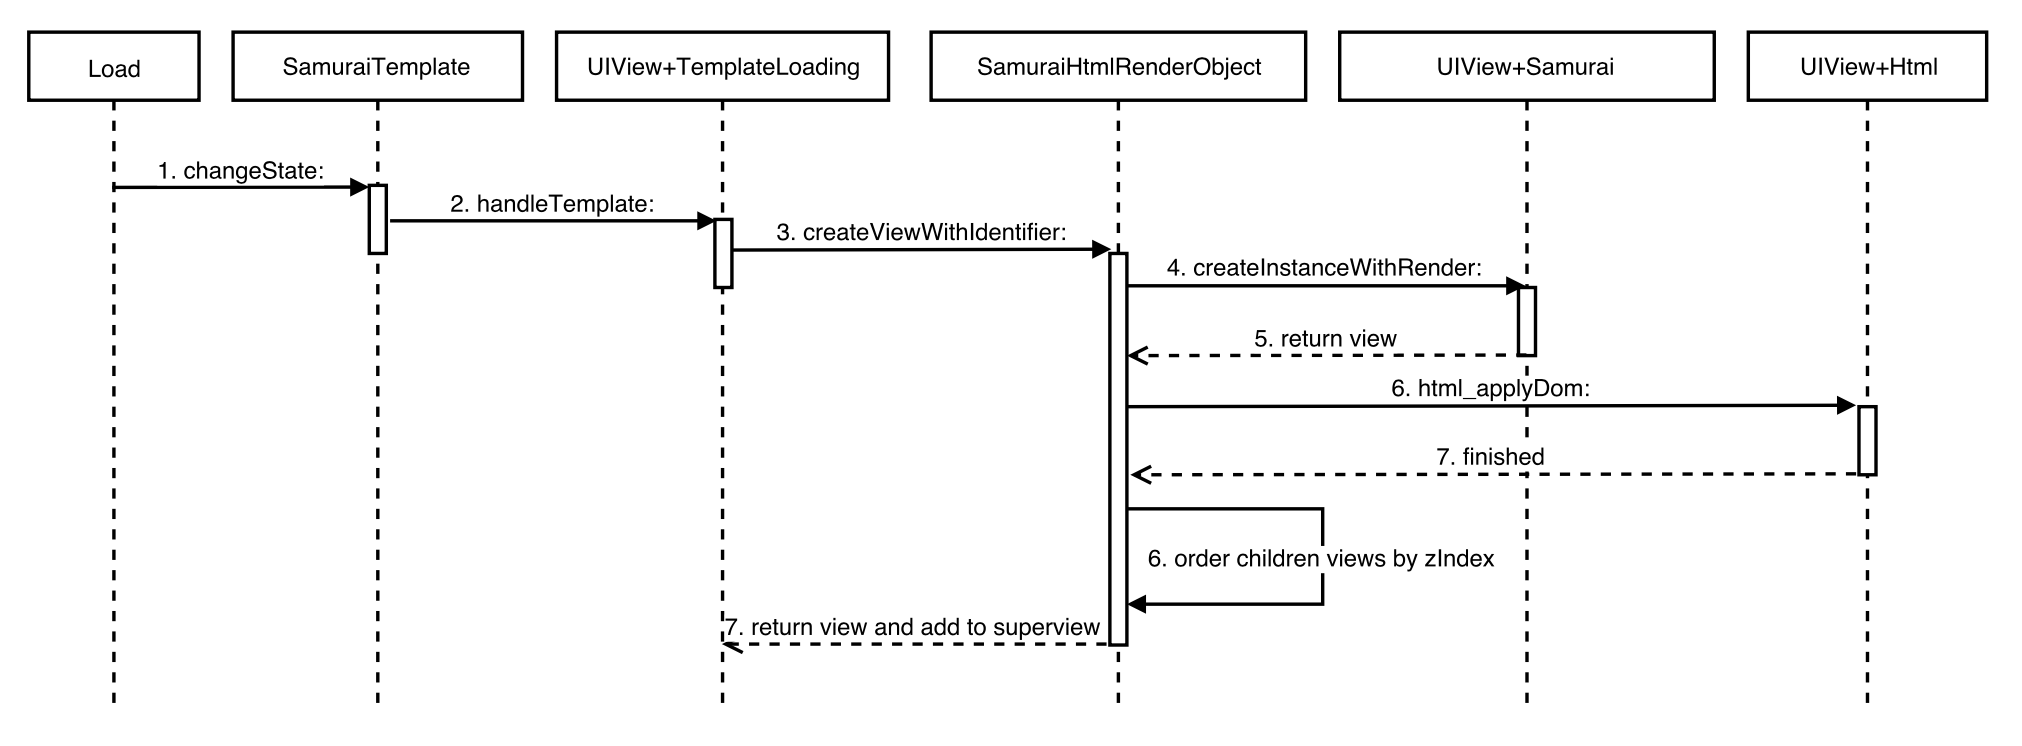 Load
SamuraiTemplate
UIView+TemplateLoading
SamuraiHtmlRenderObject
UIView+Samurai
UIView+Html
1. changeState:
2. handleTemplate:
3. createViewWithIdentifier:
4. createInstanceWithRender:
5. return view
6. html_applyDom:
7. finished
6. order children views by zIndex
7. return view and add to superview